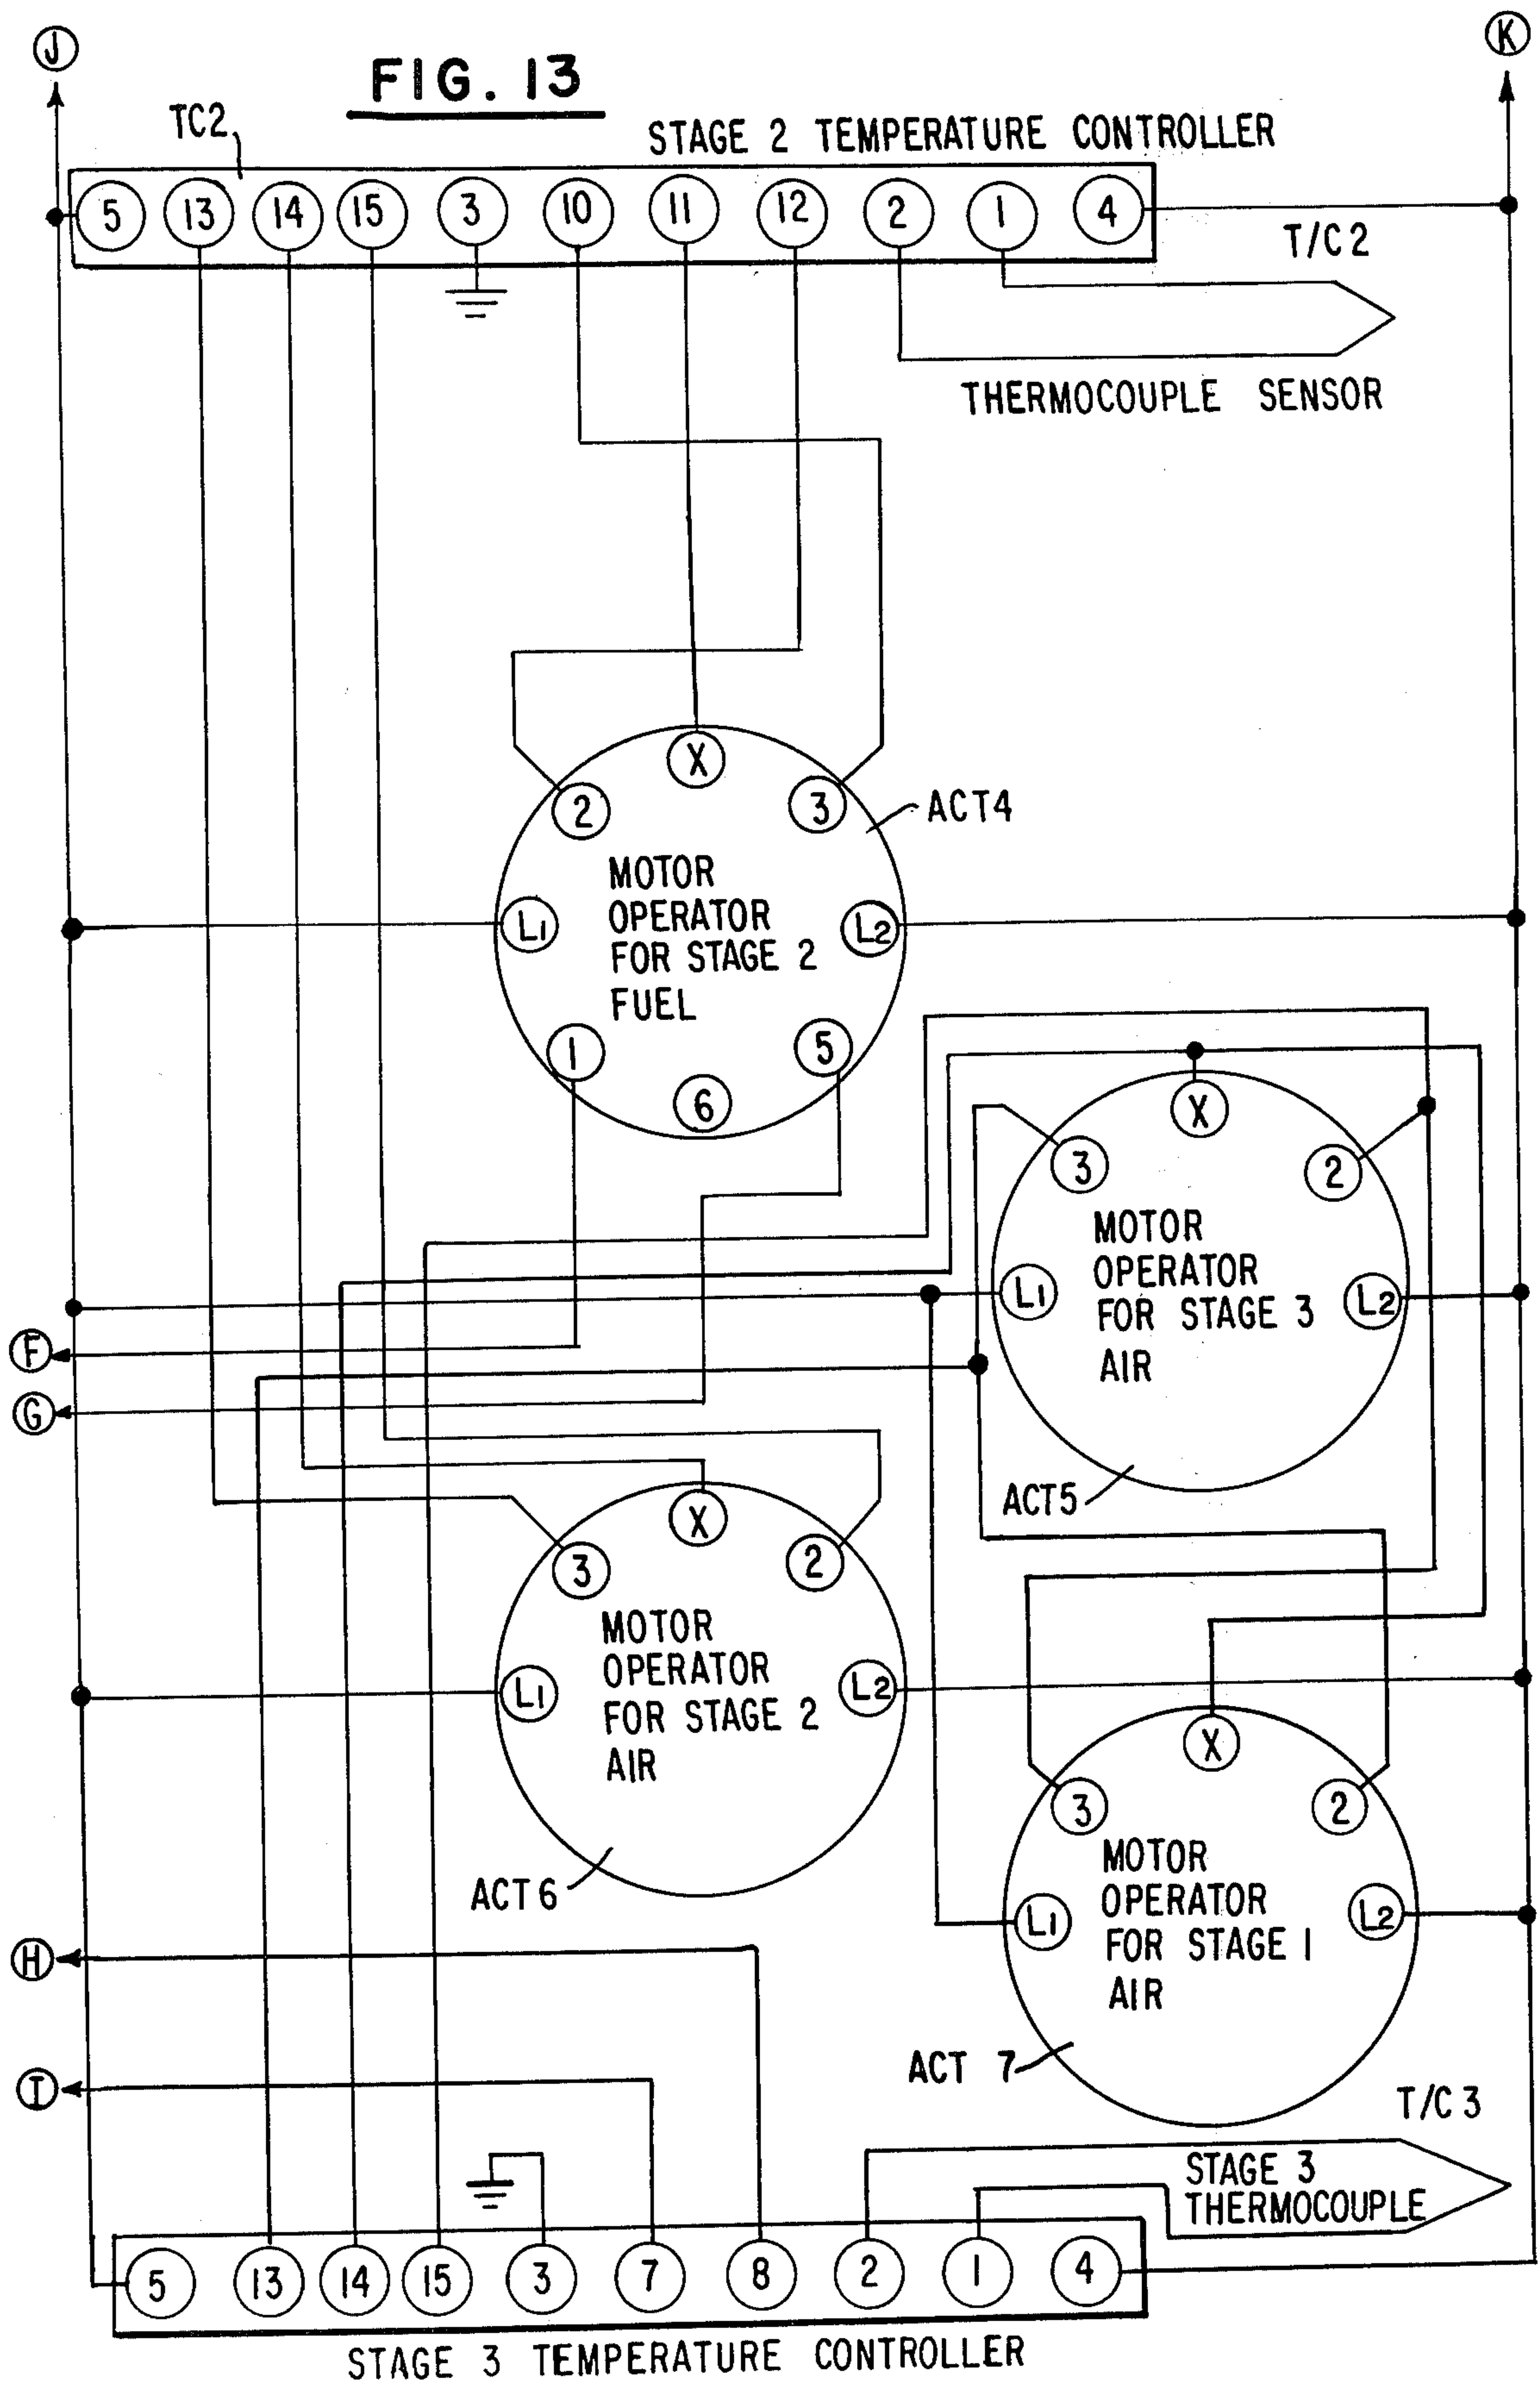 J
K
FIG. 13
TC2
STAGE 2 TEMPERATURE CONTROLLER
5 13 14 15 3 10 11 12 2 1 4
T/C2
THERMOCOUPLE SENSOR
X
2
3
ACT4
MOTOR
OPERATOR
FOR STAGE 2
FUEL
L1
L2
1
5
6
X
3
2
MOTOR
OPERATOR
FOR STAGE 3
AIR
L1
L2
F
G
ACT5
X
3
2
MOTOR
OPERATOR
FOR STAGE 2
AIR
L1
L2
ACT6
X
3
2
MOTOR
OPERATOR
FOR STAGE 1
AIR
L1
L2
H
ACT 7
I
T/C3
STAGE 3
THERMOCOUPLE
5 13 14 15 3 7 8 2 1 4
STAGE 3 TEMPERATURE CONTROLLER